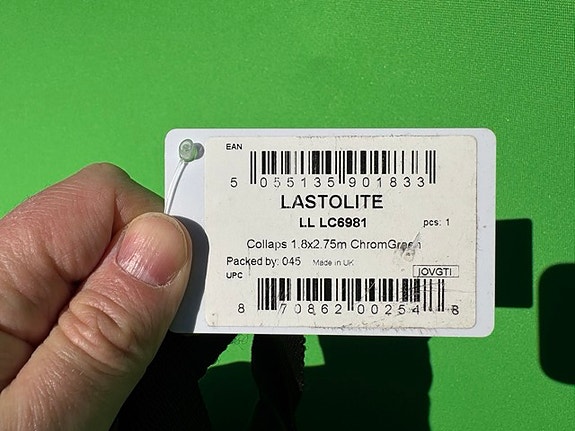 EAN
5 055135 901833
LASTOLITE
LL LC6981
pcs: 1
Collaps 1.8x2.75m ChromGreen
Packed by: 045 Made in UK
UPC
JOVGTI
8 70862 00254 8